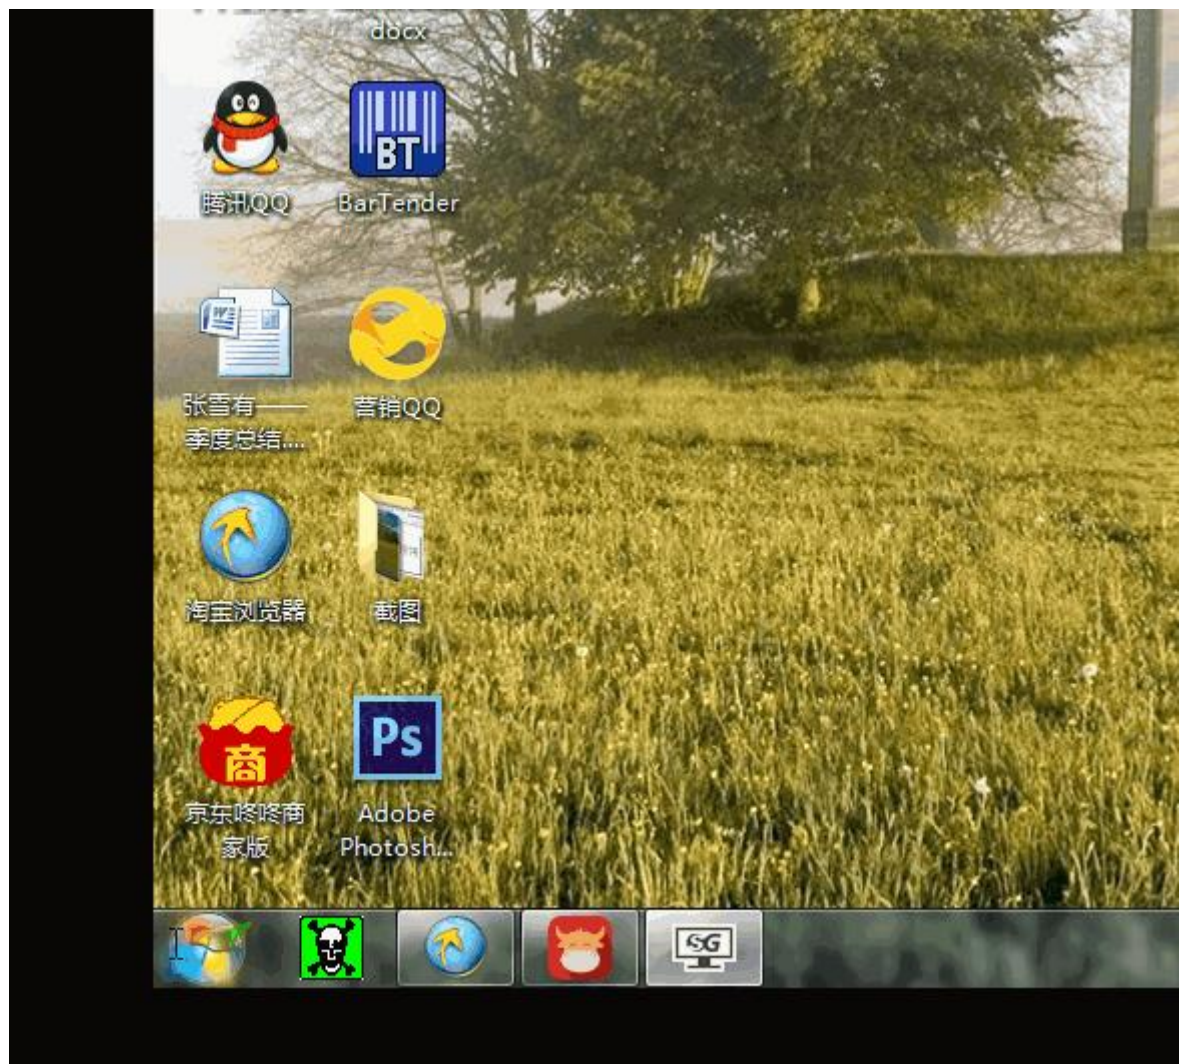 docx
腾讯QQ
BarTender
张雪有——
季度总结....
营销QQ
淘宝浏览器
截图
京东咚咚商
家版
Adobe
Photosh...
BT
商
Ps
SG